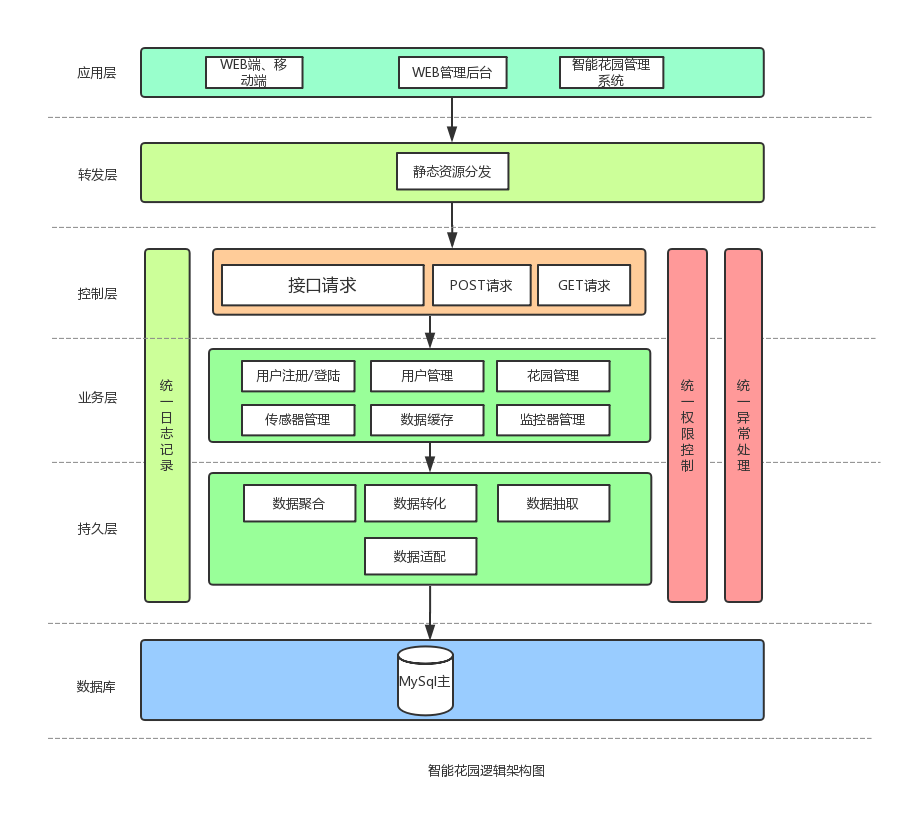 应用层
WEB端、移
动端
WEB管理后台
智能花园管理
系统
转发层
静态资源分发
控制层
接口请求
POST请求
GET请求
业务层
用户注册/登陆
用户管理
花园管理
传感器管理
数据缓存
监控器管理
统一日志记录
统一权限控制
统一异常处理
持久层
数据聚合
数据转化
数据抽取
数据适配
数据库
MySql主
智能花园逻辑架构图